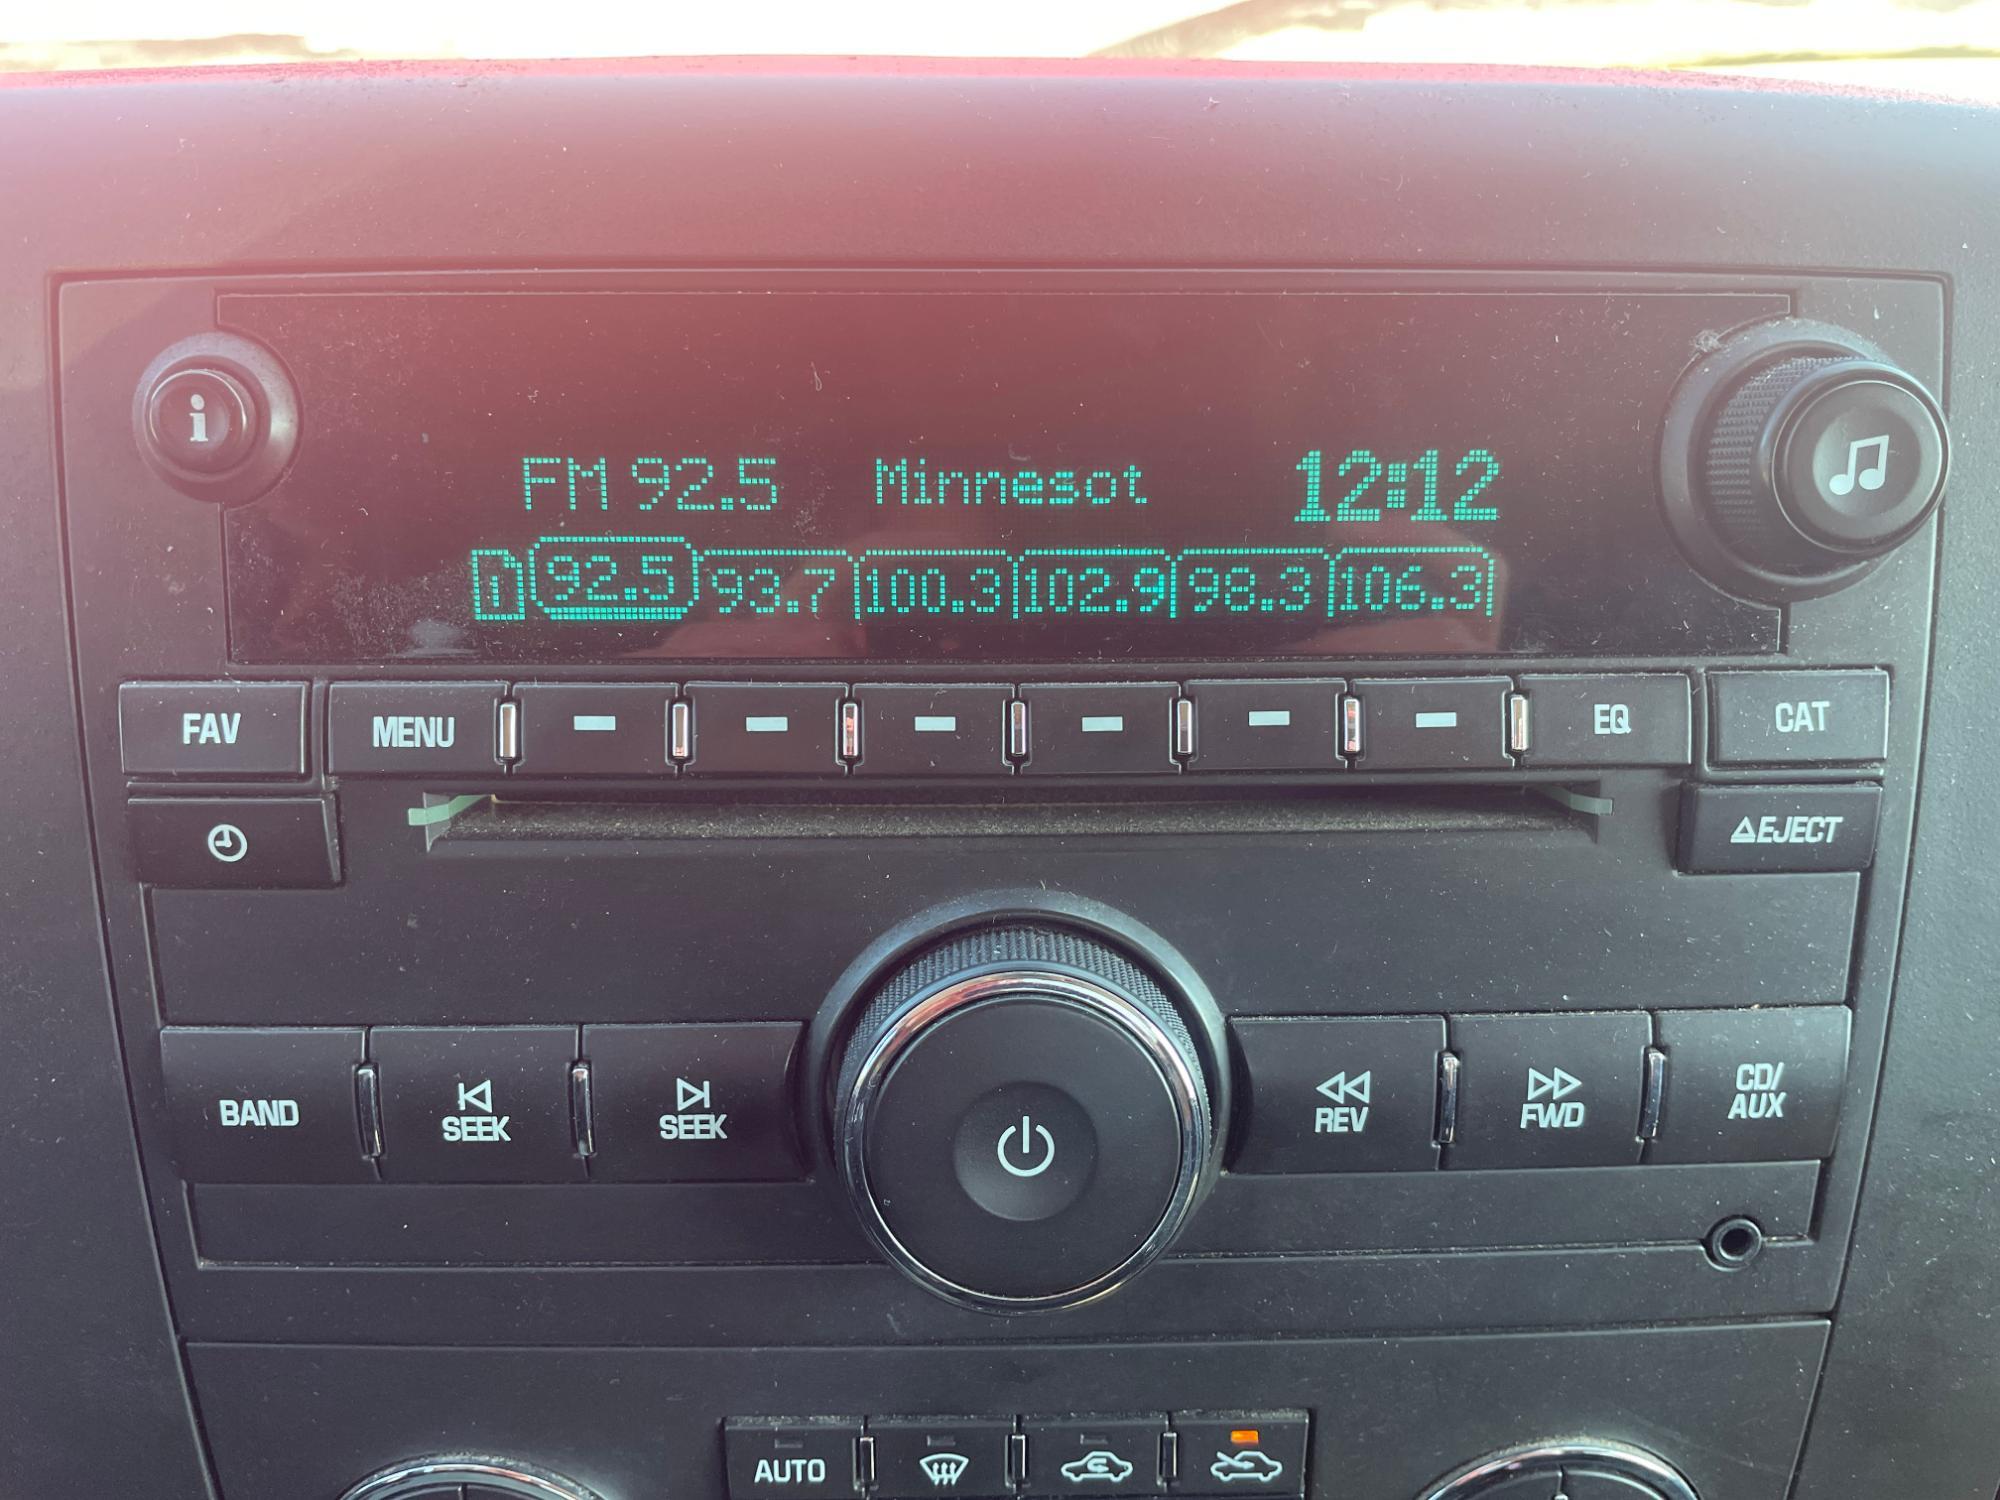 FM 92.5 Minnesot 12:12
1 92.5 93.7 100.3 102.9 98.3 106.3
FAV MENU EQ CAT
EJECT
BAND SEEK SEEK REV FWD CD/
AUX
AUTO